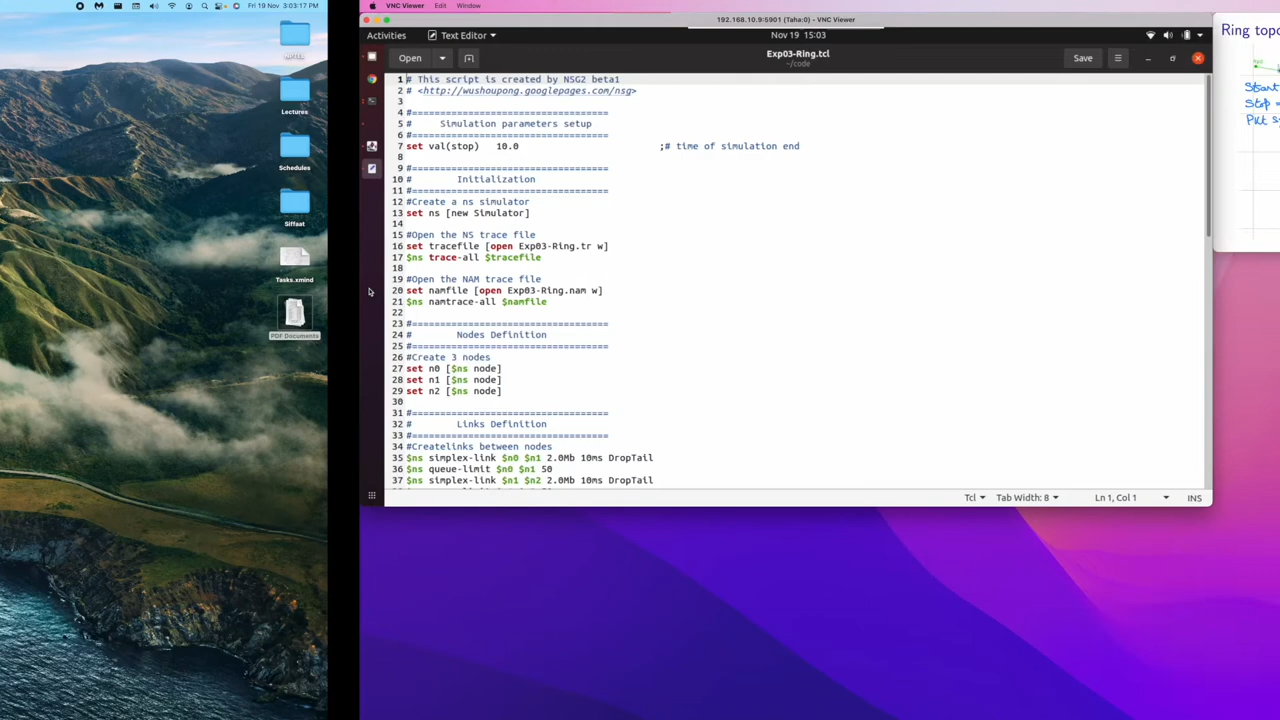 Fri 19 Nov 3:03:17 PM
NPTEL
Lectures
Schedules
Siffaat
Tasks.xmind
PDF Documents
VNC Viewer Edit Window
192.168.10.9:5901 (Taha:0) - VNC Viewer
Activities Text Editor Nov 19 15:03
Open Exp03-Ring.tcl Save
~/code
1 # This script is created by NSG2 beta1
2 # <http://wushoupong.googlepages.com/nsg>
3
4 #===================================
5 # Simulation parameters setup
6 #===================================
7 set val(stop) 10.0 ;# time of simulation end
8
9 #===================================
10 # Initialization
11 #===================================
12 #Create a ns simulator
13 set ns [new Simulator]
14
15 #Open the NS trace file
16 set tracefile [open Exp03-Ring.tr w]
17 $ns trace-all $tracefile
18
19 #Open the NAM trace file
20 set namfile [open Exp03-Ring.nam w]
21 $ns namtrace-all $namfile
22
23 #===================================
24 # Nodes Definition
25 #===================================
26 #Create 3 nodes
27 set n0 [$ns node]
28 set n1 [$ns node]
29 set n2 [$ns node]
30
31 #===================================
32 # Links Definition
33 #===================================
34 #Createlinks between nodes
35 $ns simplex-link $n0 $n1 2.0Mb 10ms DropTail
36 $ns queue-limit $n0 $n1 50
37 $ns simplex-link $n1 $n2 2.0Mb 10ms DropTail
Tcl Tab Width: 8 Ln 1, Col 1 INS
Ring topo
Start
Stop =